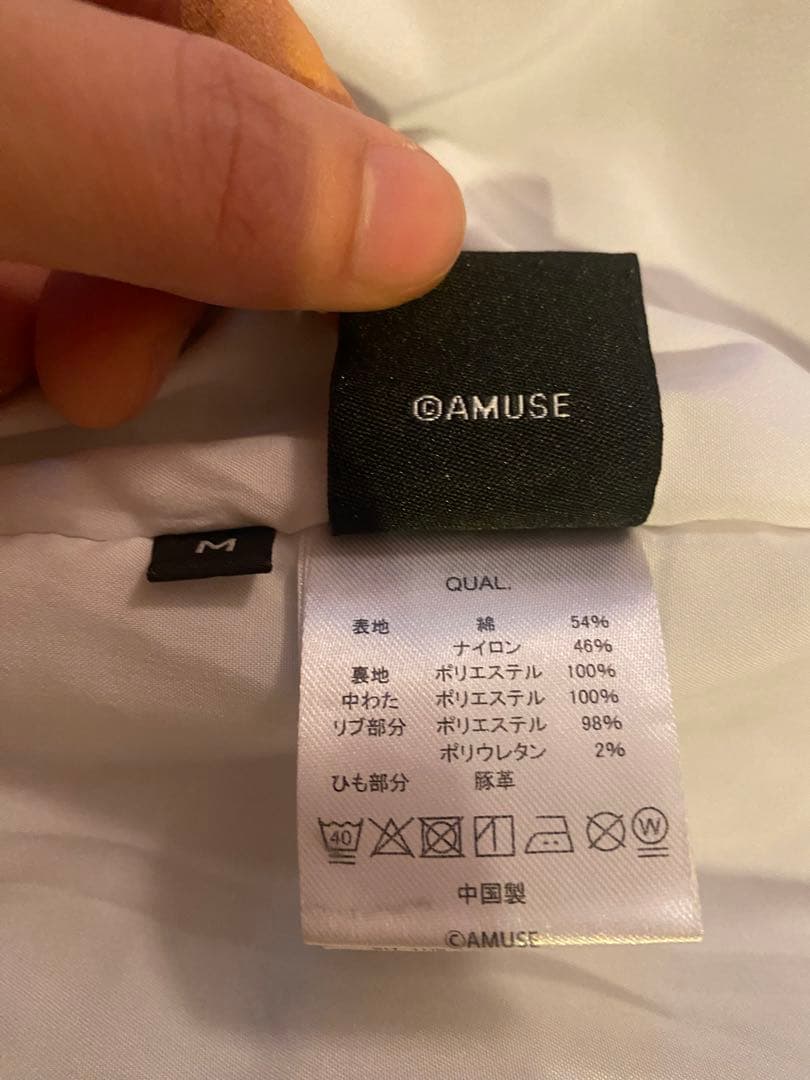 ©AMUSE
M
QUAL.
表地 綿 54%
ナイロン 46%
裏地 ポリエステル 100%
中わた ポリエステル 100%
リブ部分 ポリエステル 98%
ポリウレタン 2%
ひも部分 豚革
40 W
中国製
©AMUSE